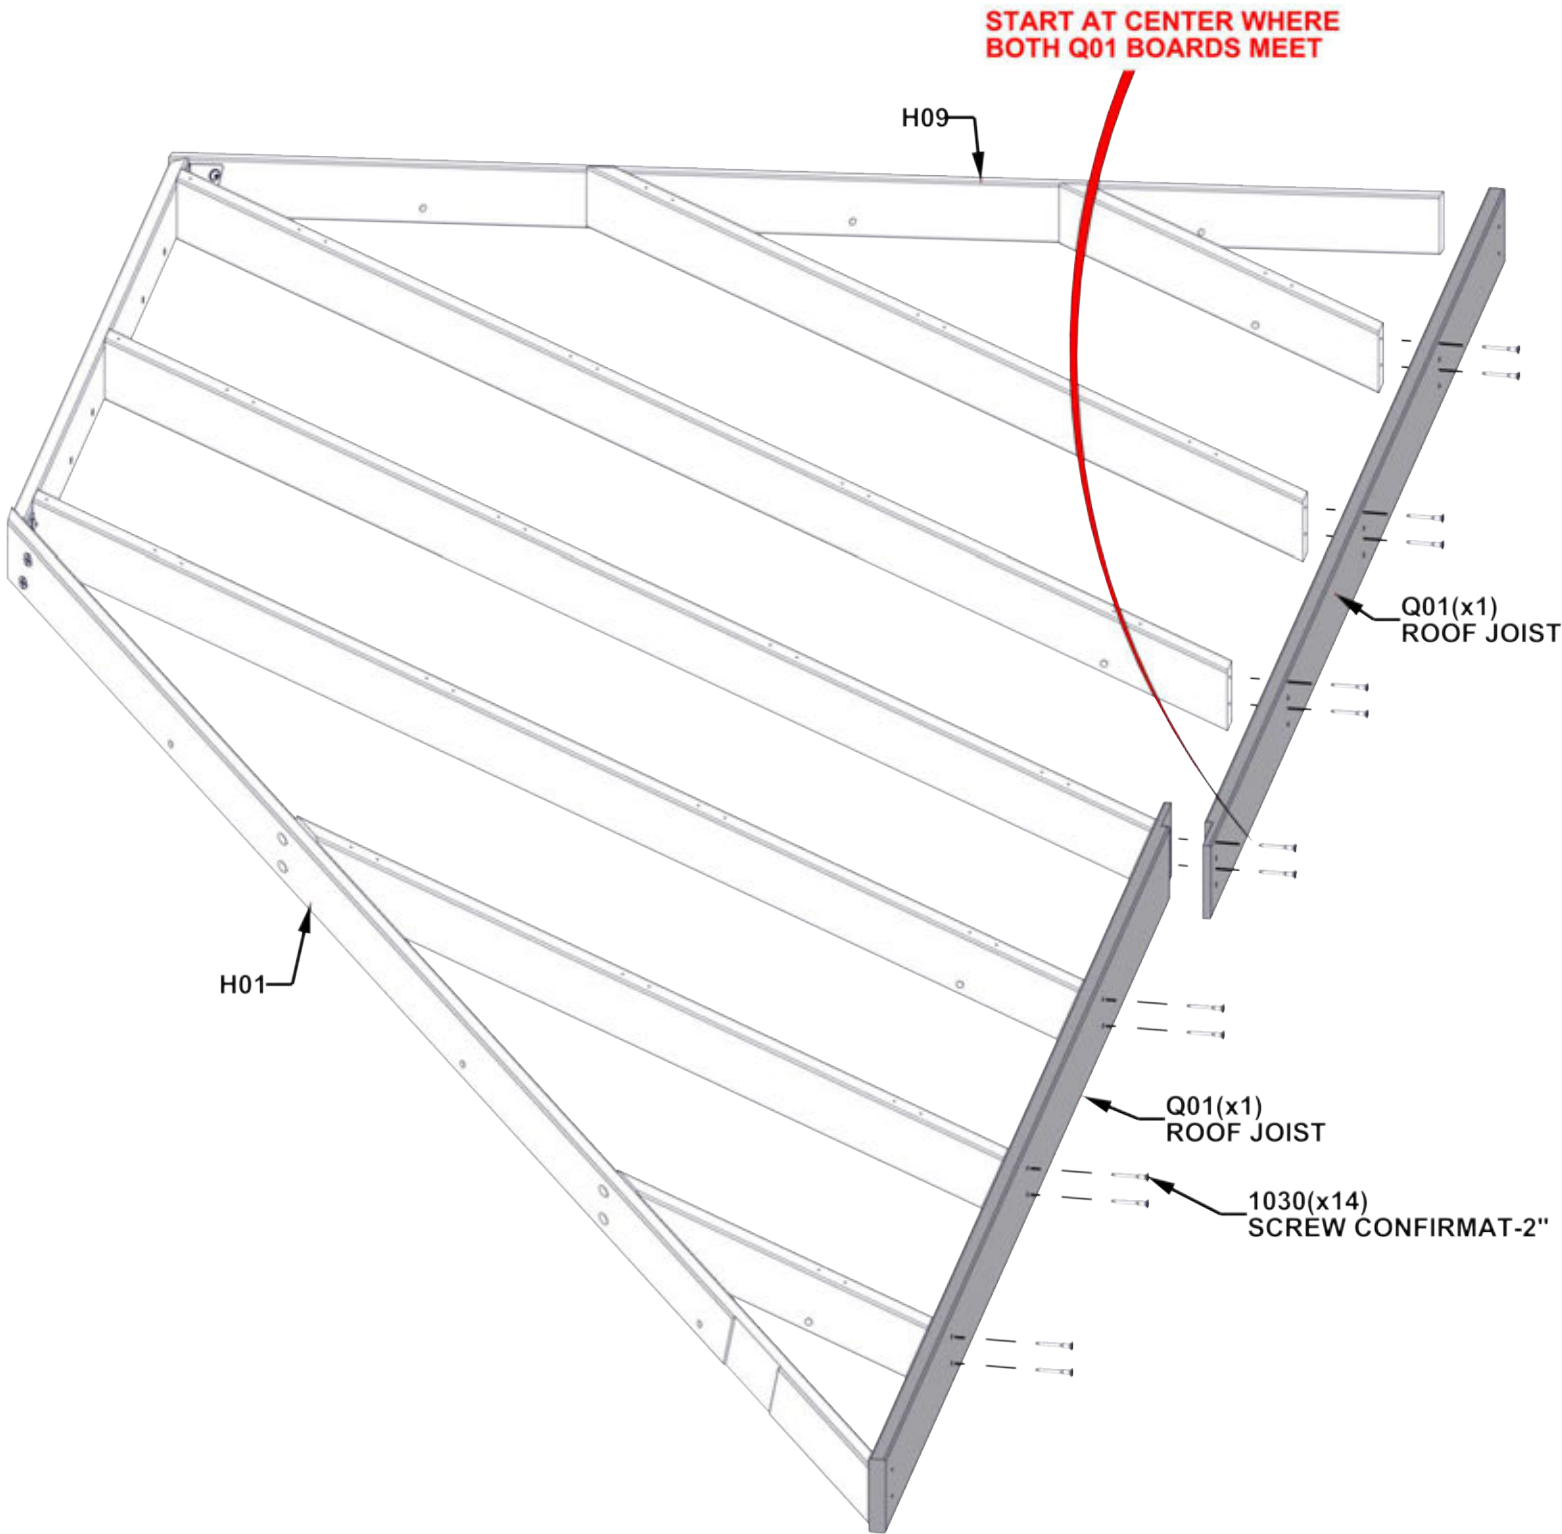 START AT CENTER WHERE
BOTH Q01 BOARDS MEET
H09
Q01(x1)
ROOF JOIST
H01
Q01(x1)
ROOF JOIST
1030(x14)
SCREW CONFIRMAT-2"